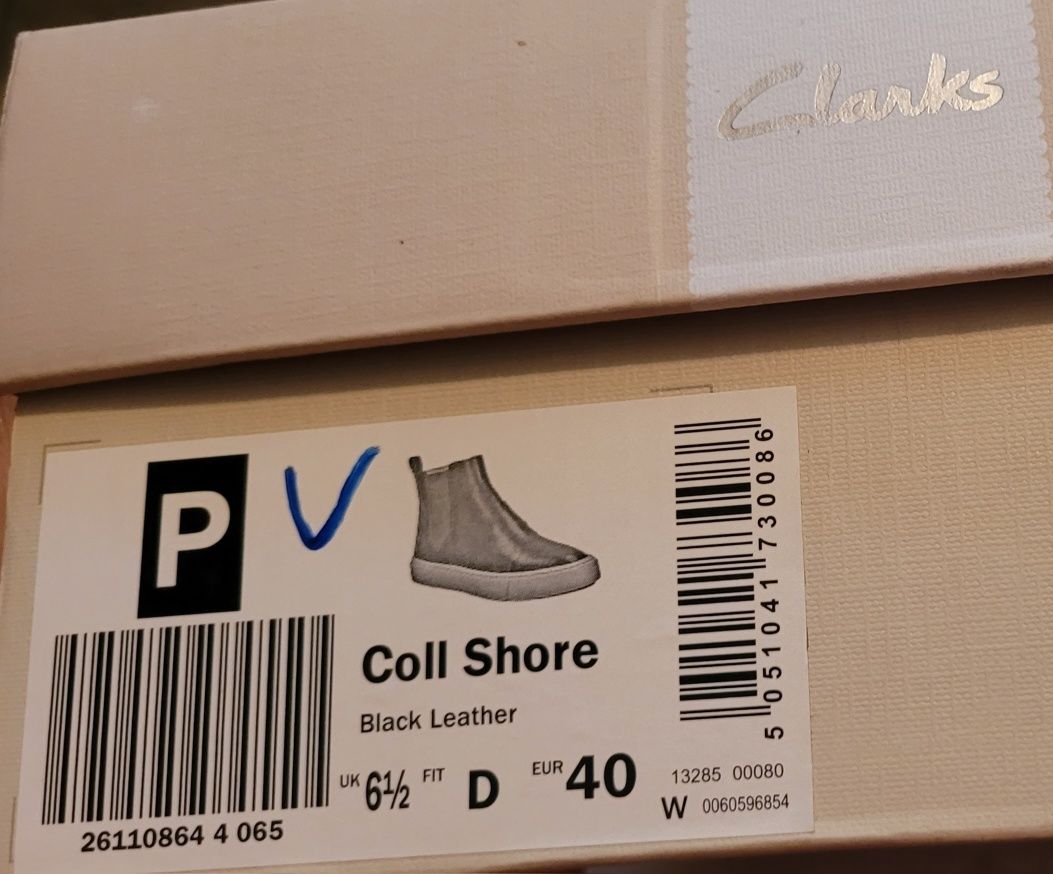 Clarks
P V
Coll Shore
Black Leather
UK 6½ FIT D EUR 40
26110864 4 065
5 051041 730086
13285 00080
W 0060596854